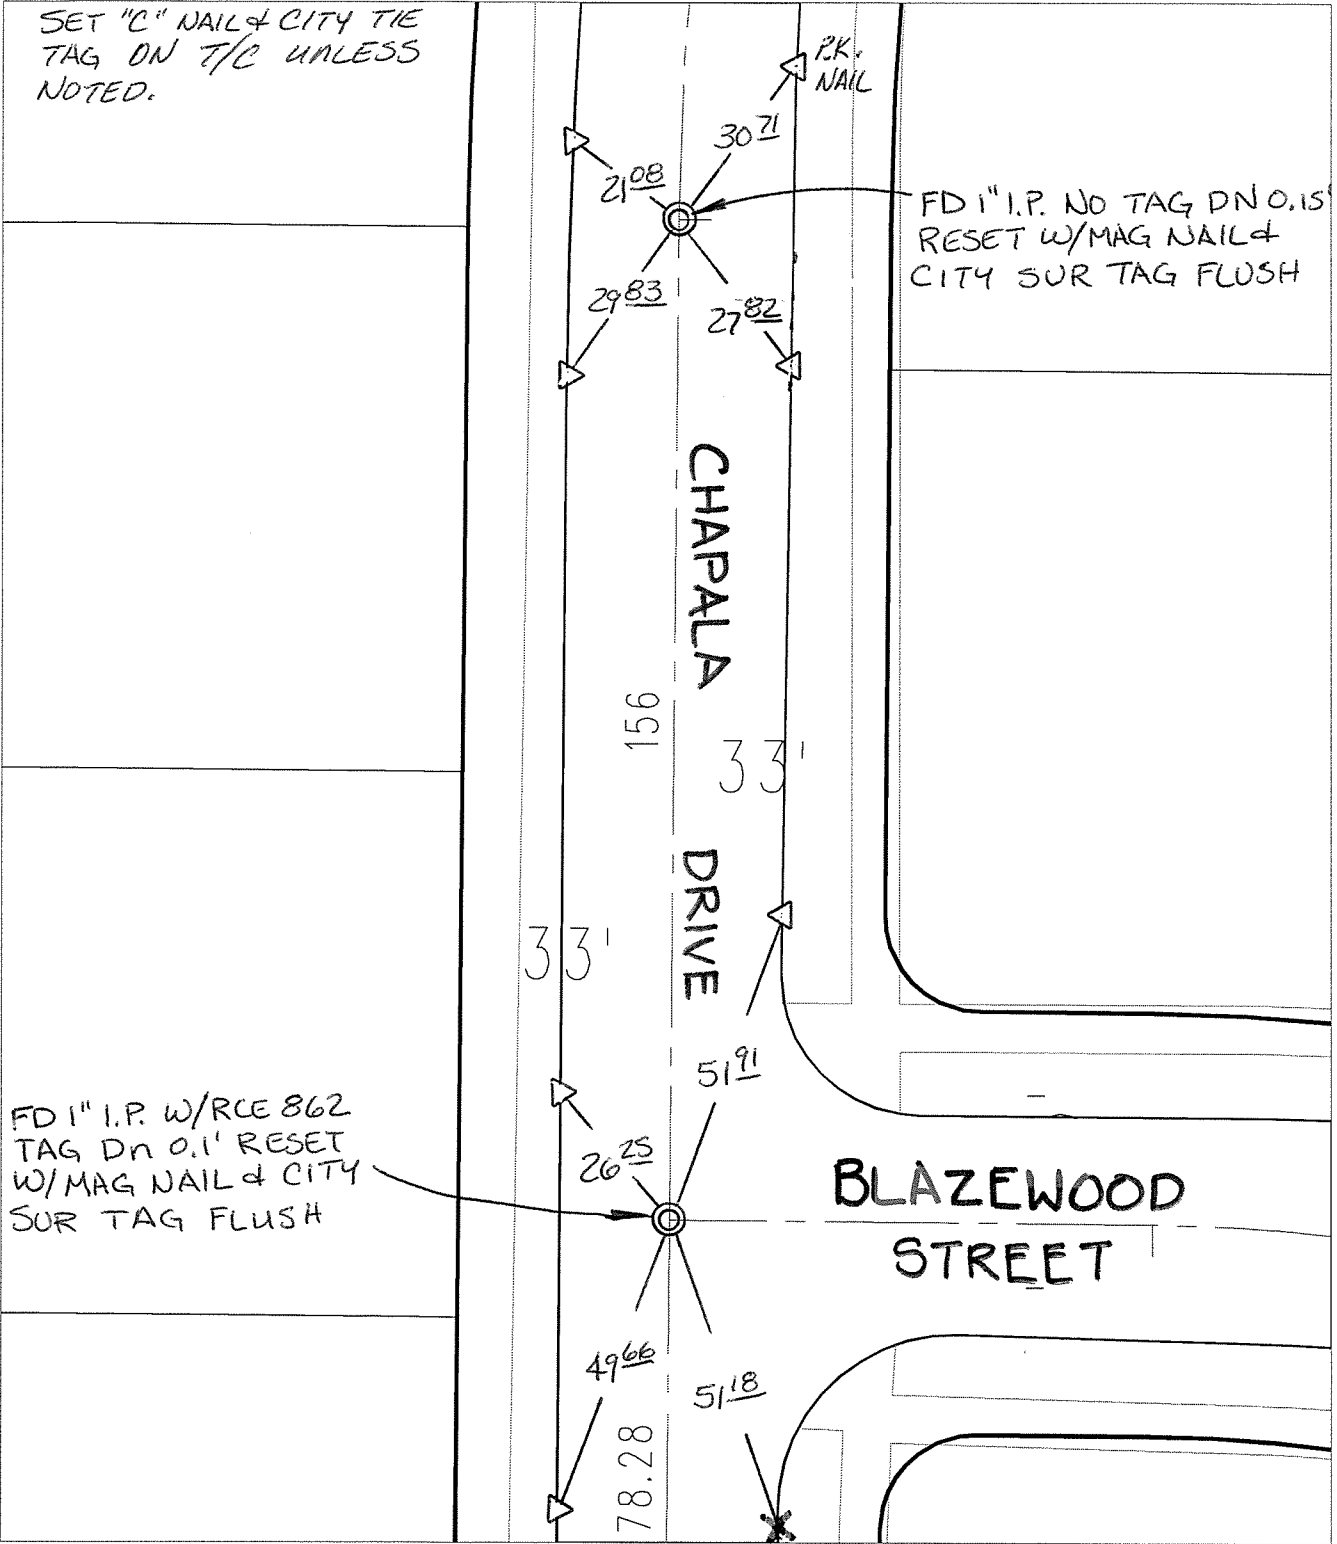 SET "C" NAIL & CITY TIE
TAG ON T/C UNLESS
NOTED.
P.K.
NAIL
30 71
21 08
FD 1" I.P. NO TAG DN 0.15'
RESET W/MAG NAIL &
CITY SUR TAG FLUSH
29 83
27 82
CHAPALA
DRIVE
156
33'
33'
51 91
FD 1" I.P. W/RCE 862
TAG Dn 0.1' RESET
W/MAG NAIL & CITY
SUR TAG FLUSH
26 25
BLAZEWOOD
STREET
49 66
51 18
78.28